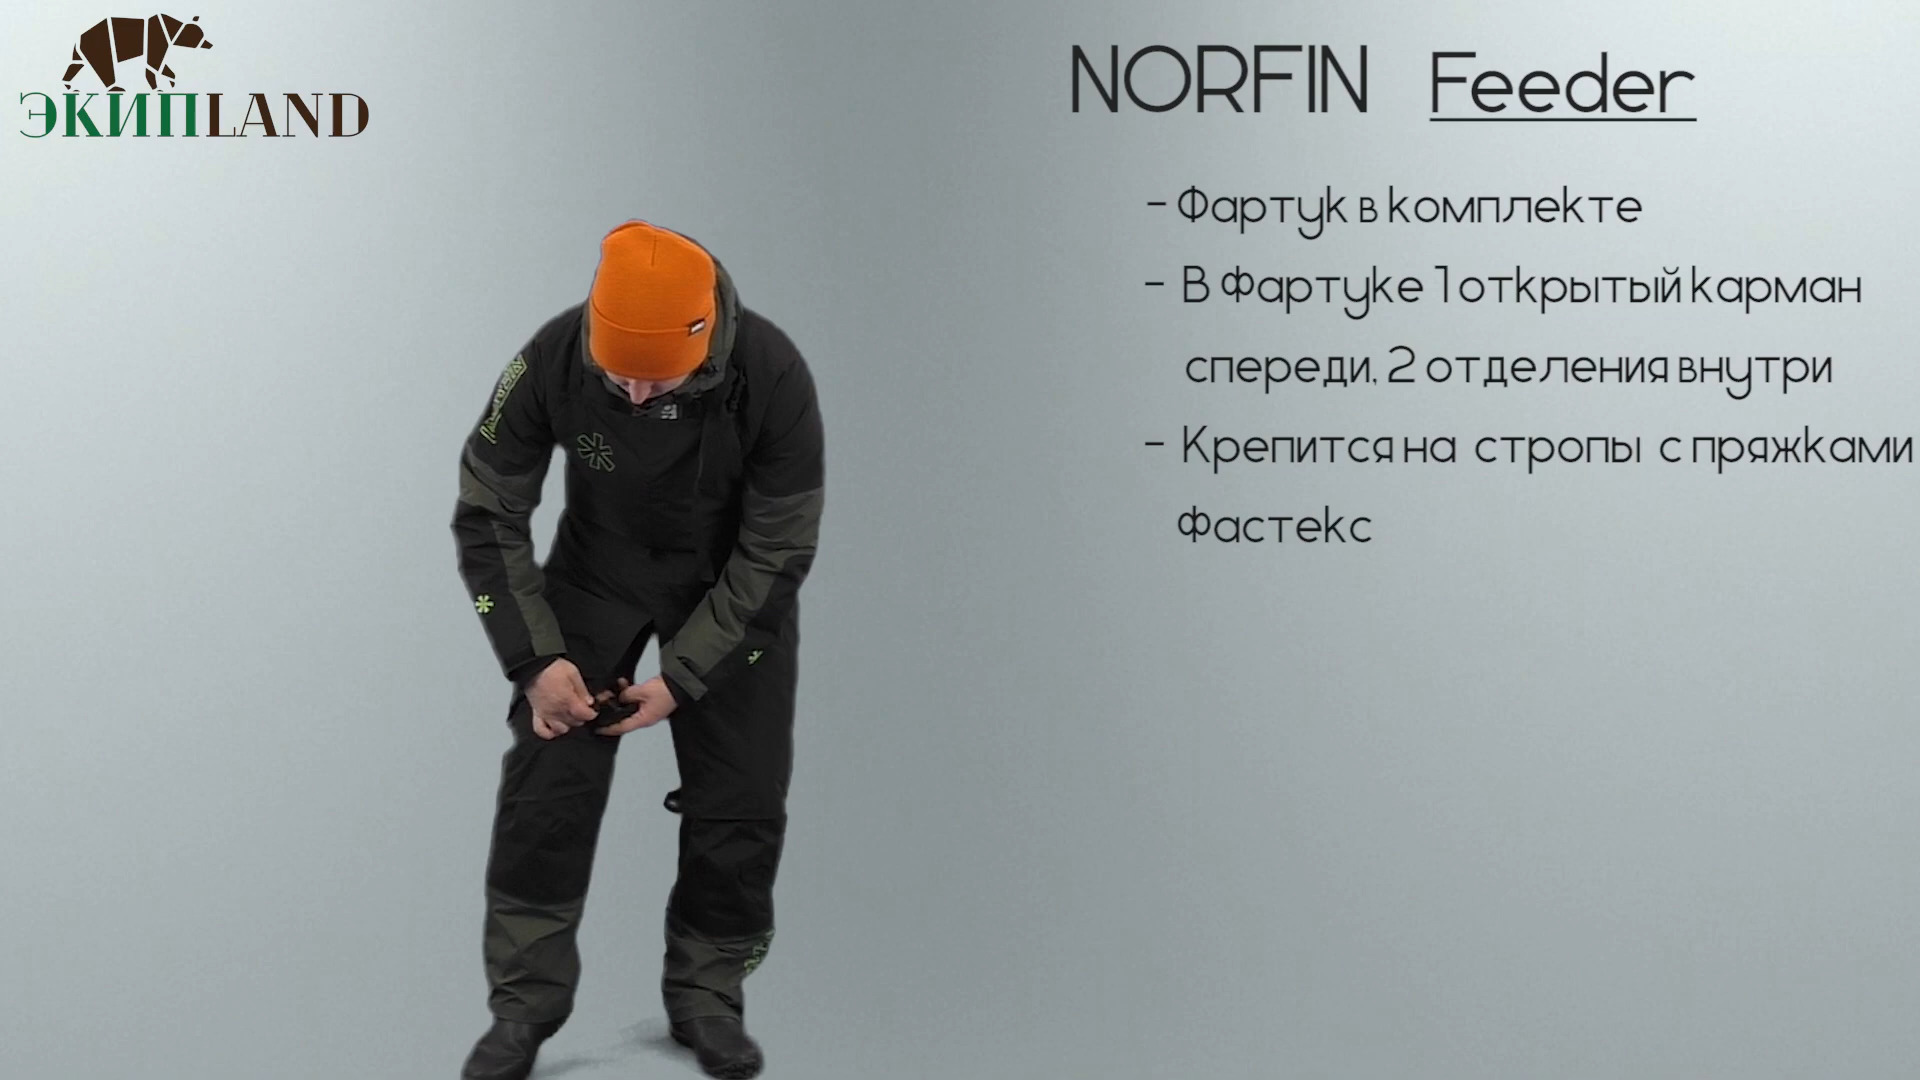 ЭКИПLAND
NORFIN Feeder
- Фартук в комплекте
- В Фартуке 1 открытый карман
спереди, 2 отделения внутри
- Крепится на стропы с пряжками
Фастекс